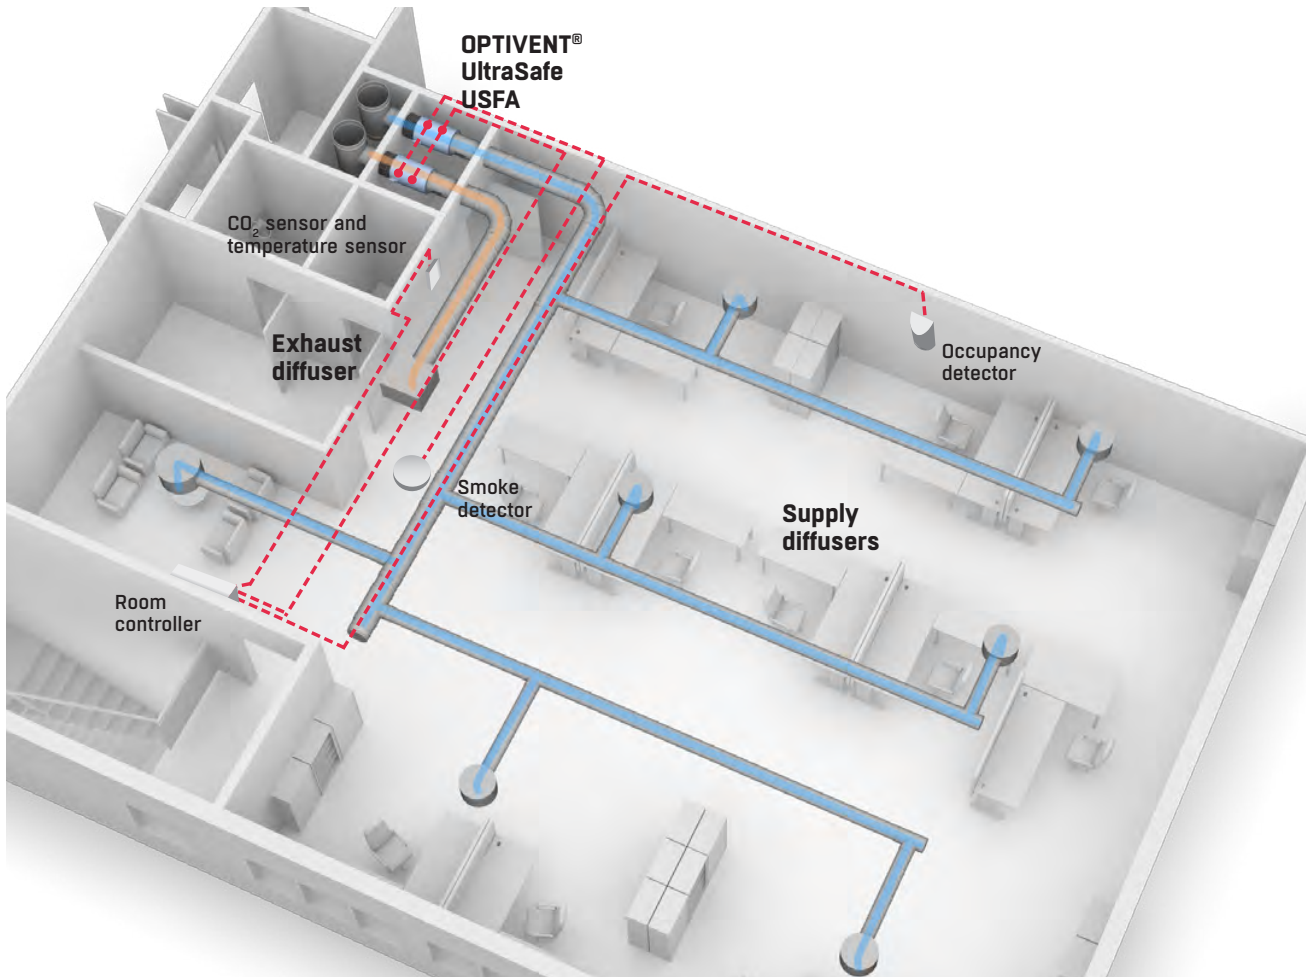 OPTIVENT®
UltraSafe
USFA
CO₂ sensor and
temperature sensor
Exhaust
diffuser
Occupancy
detector
Smoke
detector
Supply
diffusers
Room
controller